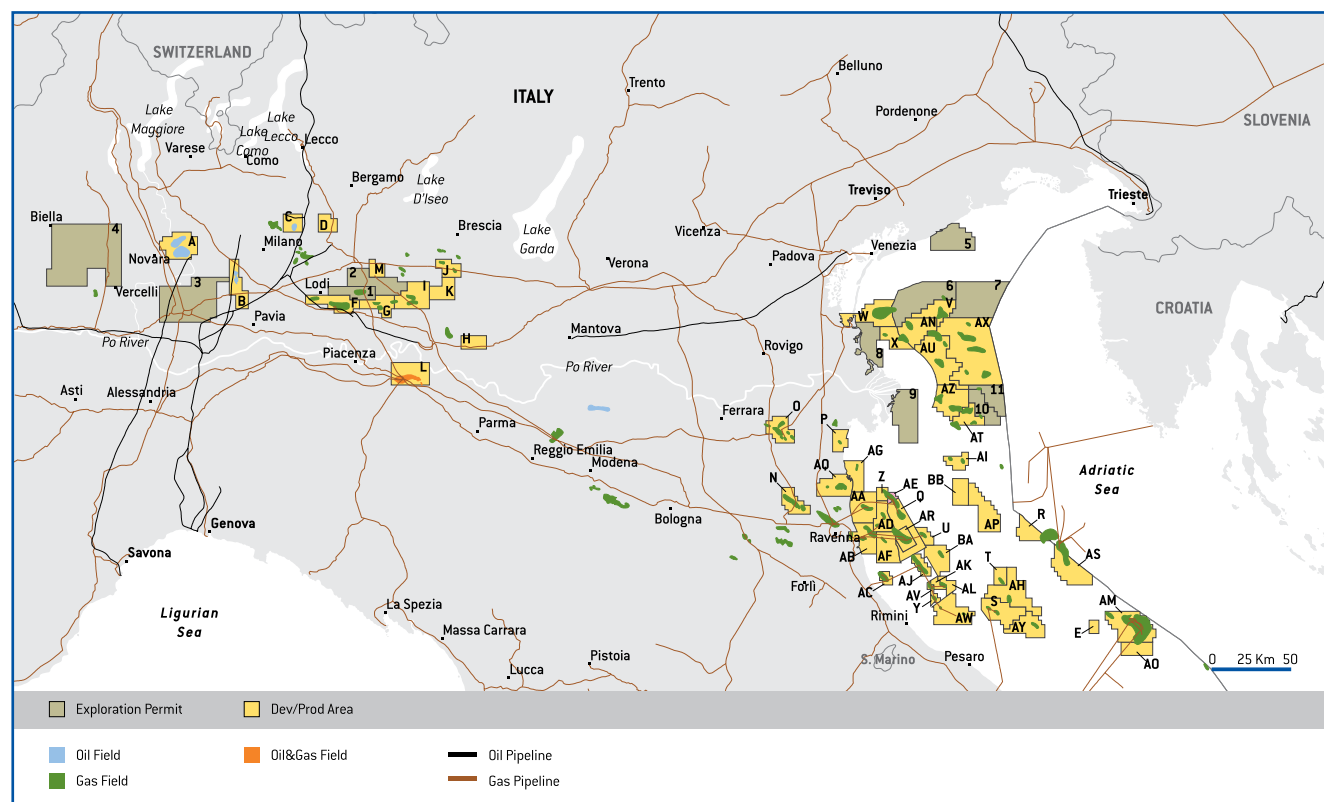 SWITZERLAND
Belluno
Trento
ITALY
Lake
Maggiore
Pordenone
Lake
Lecco
SLOVENIA
Lake
Como
Lecco
Varese
Como
Bergamo
Lake
D'Iseo
Treviso
Trieste
Biella
4
C
D
Brescia
Lake
Garda
Vicenza
Venezia
5
A
Milano
Novara
Verona
Padova
2
M
J
3
Lodi
1
I
K
6
7
Vercelli
B
F
G
V
CROATIA
Pavia
W
AN
AX
Mantova
Po River
H
X
AU
Piacenza
Rovigo
8
L
Po River
Asti
Alessandria
9
AZ
11
10
Ferrara
O
Parma
P
AT
Reggio Emilia
AG
AI
Modena
AQ
Z
Adriatic
Sea
N
AE
BB
AA
Q
Bologna
AD
AR
AP
R
Genova
Ravenna
U
Savona
AB
AF
BA
AS
T
AK
Forlì
AC
AJ
AL
AH
AV
S
La Spezia
Y
AM
Ligurian
Sea
Rimini
AW
AY
E
Massa Carrara
Pistoia
S. Marino
Pesaro
AO
Lucca
0 25 Km 50
Exploration Permit
Dev/Prod Area
Oil Field
Oil&Gas Field
Oil Pipeline
Gas Field
Gas Pipeline